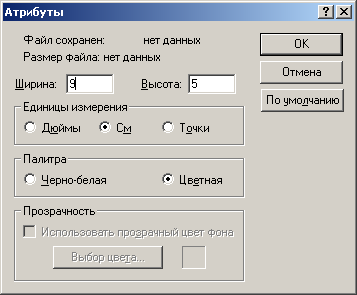 Атрибуты
Файл сохранен: нет данных
Размер файла: нет данных
Ширина: 9 Высота: 5
Единицы измерения
Дюймы См Точки
Палитра
Черно-белая Цветная
Прозрачность
Использовать прозрачный цвет фона
Выбор цвета...
OK
Отмена
По умолчанию